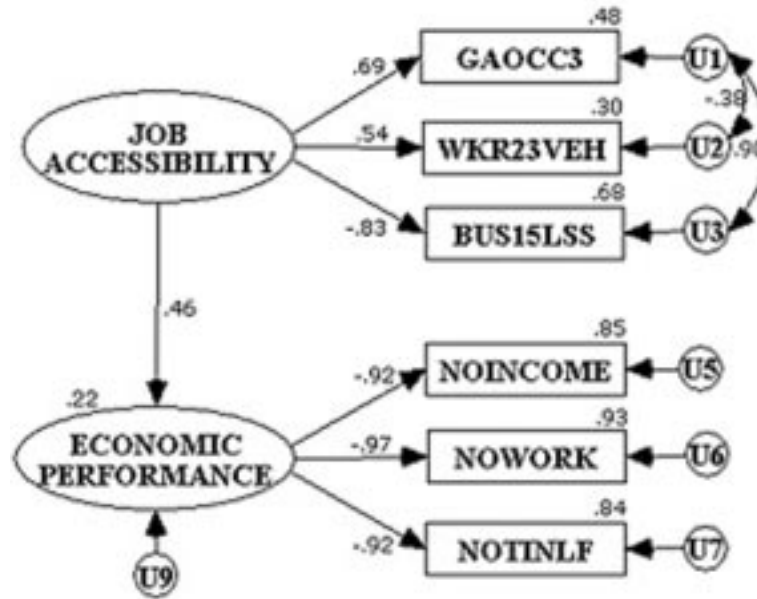 .48
GAOCC3
U1
.69
-.38
.30
JOB
ACCESSIBILITY
.54
WKR23VEH
U2
.90
.68
-.83
BUS15LSS
U3
.46
.85
-.92
NOINCOME
U5
.22
.93
ECONOMIC
PERFORMANCE
-.97
NOWORK
U6
.84
-.92
NOTINLF
U7
U9